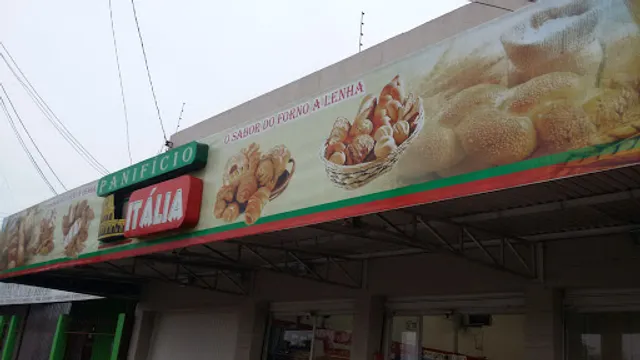 PANIFÍCIO
ITÁLIA
O SABOR DO FORNO A LENHA